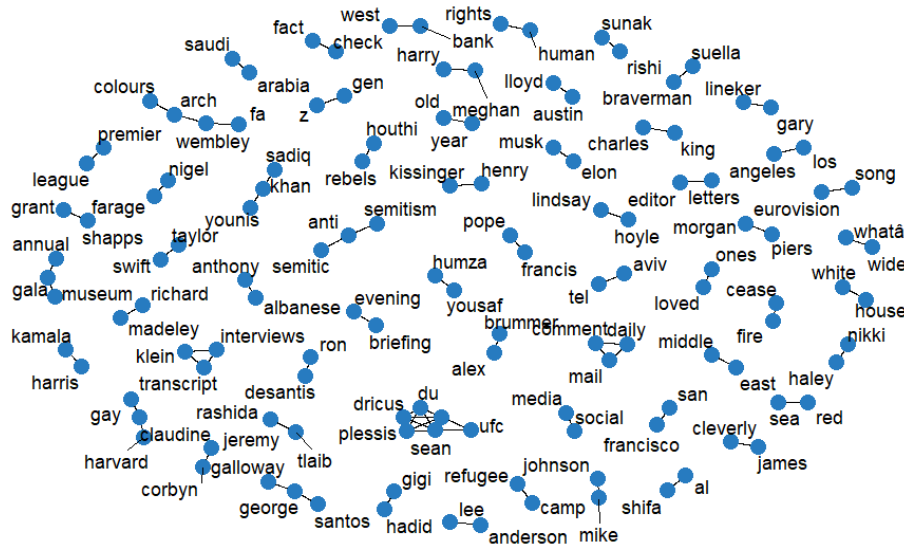 west
bank
rights
human
sunak
rishi
fact
check
saudi
arabia
harry
meghan
suella
braverman
colours
arch
wembley
fa
gen
z
lloyd
austin
lineker
gary
old
year
charles
king
premier
league
houthi
rebels
musk
elon
angeles
los
nigel
farage
sadiq
khan
younis
kissinger
henry
editor
letters
song
eurovision
grant
shapps
anti
semitism
semitic
lindsay
hoyle
morgan
piers
whatâ
wide
taylor
swift
pope
francis
annual
gala
museum
anthony
albanese
humza
yousaf
aviv
tel
ones
loved
white
house
richard
madeley
evening
briefing
cease
fire
kamala
harris
klein
interviews
transcript
ron
desantis
brummer
alex
comment
daily
mail
middle
east
nikki
haley
gay
claudine
harvard
rashida
tlaib
dricus
du
plessis
sean
ufc
media
social
san
francisco
sea
red
cleverly
james
jeremy
corbyn
galloway
george
santos
gigi
hadid
lee
anderson
refugee
camp
johnson
mike
al
shifa